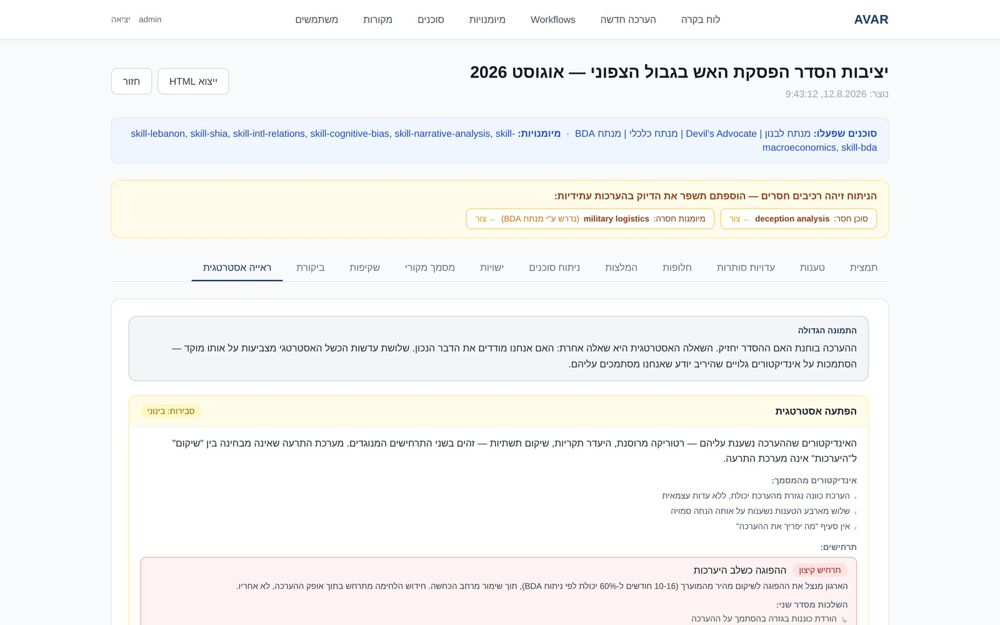 AVAR
לוח בקרה
הערכה חדשה
Workflows
מיומנויות
סוכנים
מקורות
משתמשים
admin
יציאה
יציבות הסדר הפסקת האש בגבול הצפוני — אוגוסט 2026
נוצר: 12.8.2026, 9:43:12
ייצוא HTML
חזור
סוכנים שפעלו: מנתח לבנון | Devil's Advocate | מנתח כלכלי | מנתח BDA · מיומנויות: skill-lebanon, skill-shia, skill-intl-relations, skill-cognitive-bias, skill-narrative-analysis, skill-
macroeconomics, skill-bda
הניתוח זיהה רכיבים חסרים — הוספתם תשפר את הדיוק בהערכות עתידיות:
סוכן חסר: deception analysis ← צור
מיומנות חסרה: military logistics (נדרש ע"י מנתח BDA) ← צור
תמצית
טענות
עדויות סותרות
חלופות
המלצות
ניתוח סוכנים
ישויות
מסמך מקורי
שקיפות
ביקורת
ראייה אסטרטגית
התמונה הגדולה
ההערכה בוחנת האם ההסדר יחזיק. השאלה האסטרטגית היא שאלה אחרת: האם אנחנו מודדים את הדבר הנכון. שלושת עדשות הכשל האסטרטגי מצביעות על אותו מוקד —
הסתמכות על אינדיקטורים גלויים שהיריב יודע שאנחנו מסתמכים עליהם.
הפתעה אסטרטגית
סבירות: בינוני
האינדיקטורים שההערכה נשענת עליהם — רטוריקה מרוסנת, היעדר תקריות, שיקום תשתיות — זהים בשני התרחישים המנוגדים. מערכת התרעה שאינה מבחינה בין "שיקום"
ל"היערכות" אינה מערכת התרעה.
אינדיקטורים מהמסמך:
› הערכת כוונה נגזרת מהערכת יכולת, ללא עדות עצמאית
› שלוש מארבע הטענות נשענות על אותה הנחה סמויה
› אין סעיף "מה יפריך את ההערכה"
תרחישים:
תרחיש קיצון
ההפוגה כשלב היערכות
הארגון מנצל את ההפוגה לשיקום מהיר מהמוערך (10-16 חודשים ל-60% יכולת לפי ניתוח BDA), תוך שימור מרחב הכחשה. חידוש הלחימה מתרחש בתוך אופק ההערכה, לא אחריו.
השלכות מסדר שני:
↳ הורדת כוננות בגזרה בהסתמך על ההערכה